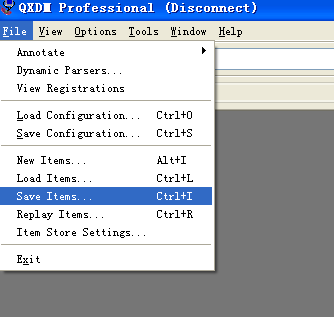 QXDM Professional (Disconnect)
File View Options Tools Window Help
Annotate
Dynamic Parsers...
View Registrations
Load Configuration... Ctrl+O
Save Configuration... Ctrl+S
New Items... Alt+I
Load Items... Ctrl+L
Save Items... Ctrl+I
Replay Items... Ctrl+R
Item Store Settings...
Exit